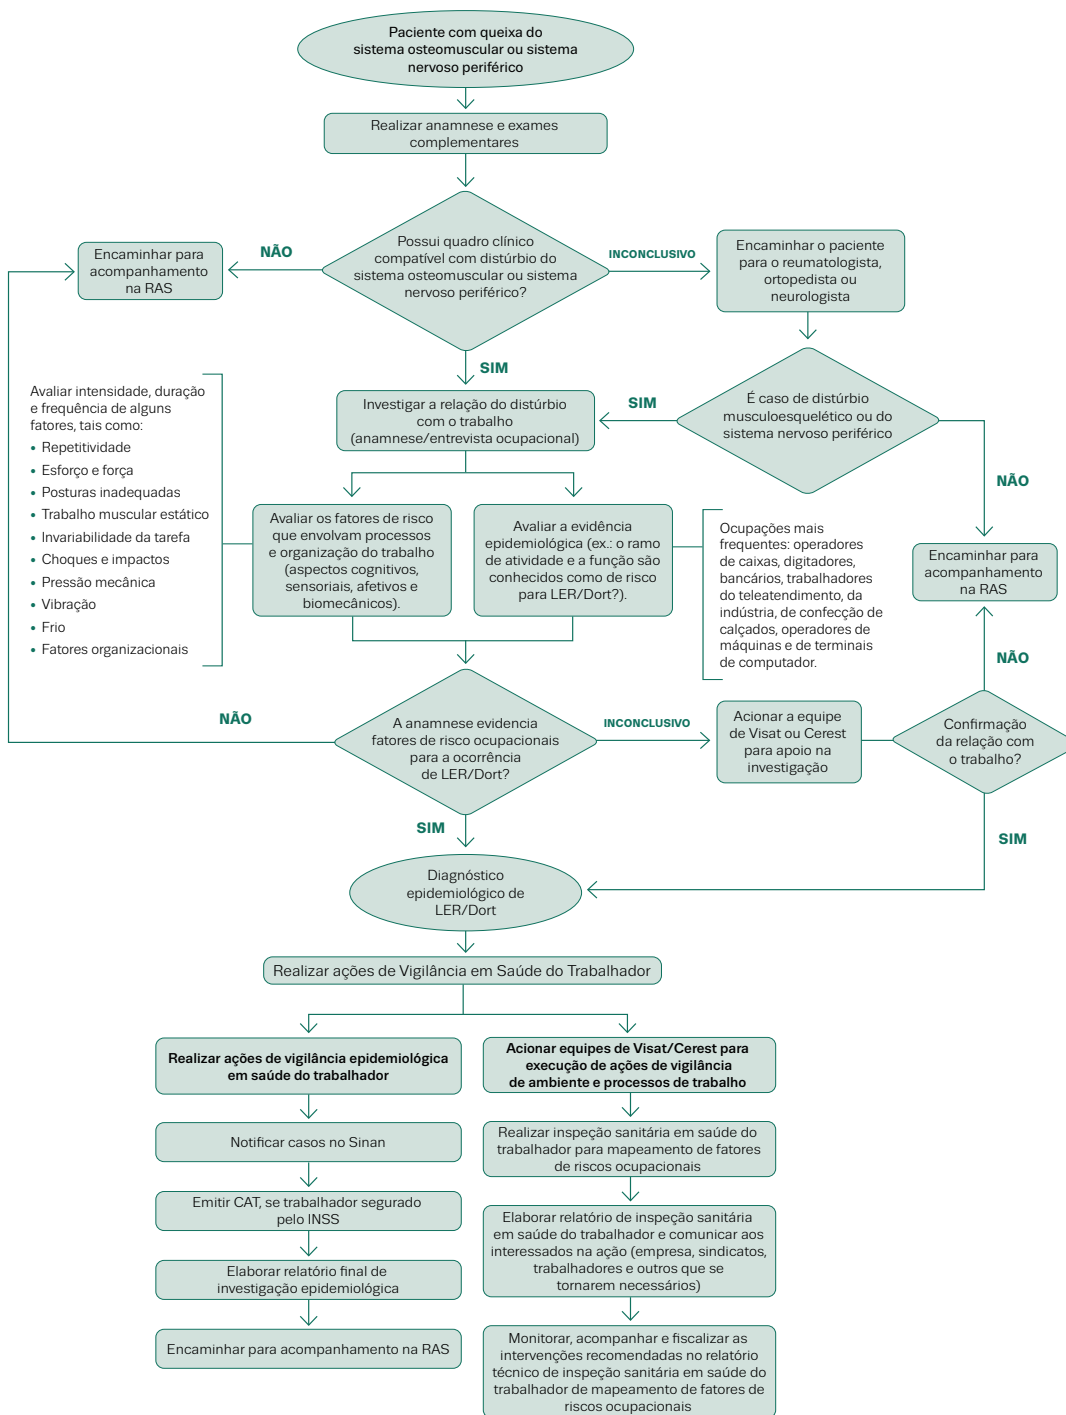 Paciente com queixa do
sistema osteomuscular ou sistema
nervoso periférico
Realizar anamnese e exames
complementares
Possui quadro clínico
compatível com distúrbio do
sistema osteomuscular ou sistema
nervoso periférico?
NÃO
Encaminhar para
acompanhamento
na RAS
INCONCLUSIVO
Encaminhar o paciente
para o reumatologista,
ortopedista ou
neurologista
SIM
É caso de distúrbio
musculoesquelético ou do
sistema nervoso periférico
SIM
NÃO
Encaminhar para
acompanhamento
na RAS
Investigar a relação do distúrbio
com o trabalho
(anamnese/entrevista ocupacional)
Avaliar intensidade, duração
e frequência de alguns
fatores, tais como:
• Repetitividade
• Esforço e força
• Posturas inadequadas
• Trabalho muscular estático
• Invariabilidade da tarefa
• Choques e impactos
• Pressão mecânica
• Vibração
• Frio
• Fatores organizacionais
Avaliar os fatores de risco
que envolvam processos
e organização do trabalho
(aspectos cognitivos,
sensoriais, afetivos e
biomecânicos).
Avaliar a evidência
epidemiológica (ex.: o ramo
de atividade e a função são
conhecidos como de risco
para LER/Dort?).
Ocupações mais
frequentes: operadores
de caixas, digitadores,
bancários, trabalhadores
do teleatendimento, da
indústria, de confecção de
calçados, operadores de
máquinas e de terminais
de computador.
A anamnese evidencia
fatores de risco ocupacionais
para a ocorrência
de LER/Dort?
NÃO
INCONCLUSIVO
Acionar a equipe
de Visat ou Cerest
para apoio na
investigação
Confirmação
da relação com
o trabalho?
NÃO
SIM
SIM
Diagnóstico
epidemiológico de
LER/Dort
Realizar ações de Vigilância em Saúde do Trabalhador
Realizar ações de vigilância epidemiológica
em saúde do trabalhador
Notificar casos no Sinan
Emitir CAT, se trabalhador segurado
pelo INSS
Elaborar relatório final de
investigação epidemiológica
Encaminhar para acompanhamento na RAS
Acionar equipes de Visat/Cerest para
execução de ações de vigilância
de ambiente e processos de trabalho
Realizar inspeção sanitária em saúde do
trabalhador para mapeamento de fatores
de riscos ocupacionais
Elaborar relatório de inspeção sanitária
em saúde do trabalhador e comunicar aos
interessados na ação (empresa, sindicatos,
trabalhadores e outros que se
tornarem necessários)
Monitorar, acompanhar e fiscalizar as
intervenções recomendadas no relatório
técnico de inspeção sanitária em saúde do
trabalhador de mapeamento de fatores de
riscos ocupacionais